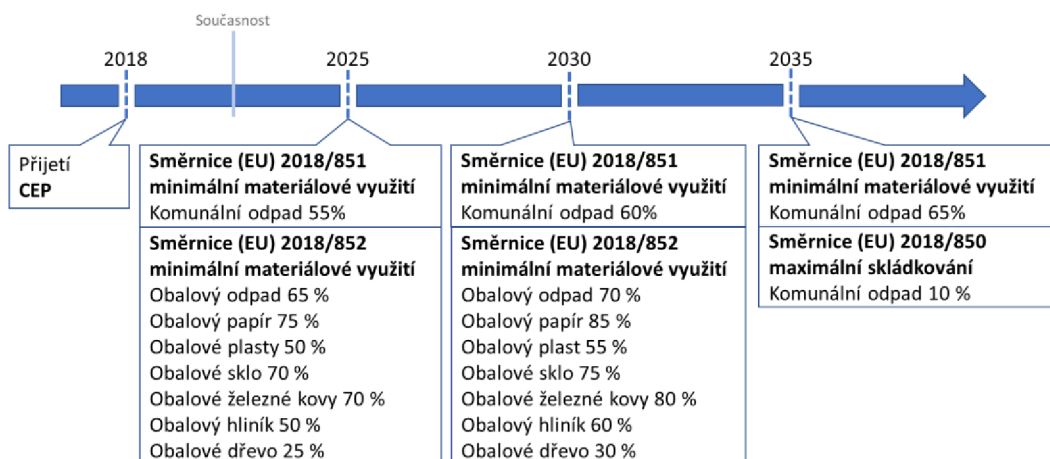 Současnost
2018
2025
2030
2035
Přijetí
CEP
Směrnice (EU) 2018/851
minimální materiálové využití
Komunální odpad 55%
Směrnice (EU) 2018/852
minimální materiálové využití
Obalový odpad 65 %
Obalový papír 75 %
Obalové plasty 50 %
Obalové sklo 70 %
Obalové železné kovy 70 %
Obalový hliník 50 %
Obalové dřevo 25 %
Směrnice (EU) 2018/851
minimální materiálové využití
Komunální odpad 60%
Směrnice (EU) 2018/852
minimální materiálové využití
Obalový odpad 70 %
Obalový papír 85 %
Obalový plast 55 %
Obalové sklo 75 %
Obalové železné kovy 80 %
Obalový hliník 60 %
Obalové dřevo 30 %
Směrnice (EU) 2018/851
minimální materiálové využití
Komunální odpad 65%
Směrnice (EU) 2018/850
maximální skládkování
Komunální odpad 10 %